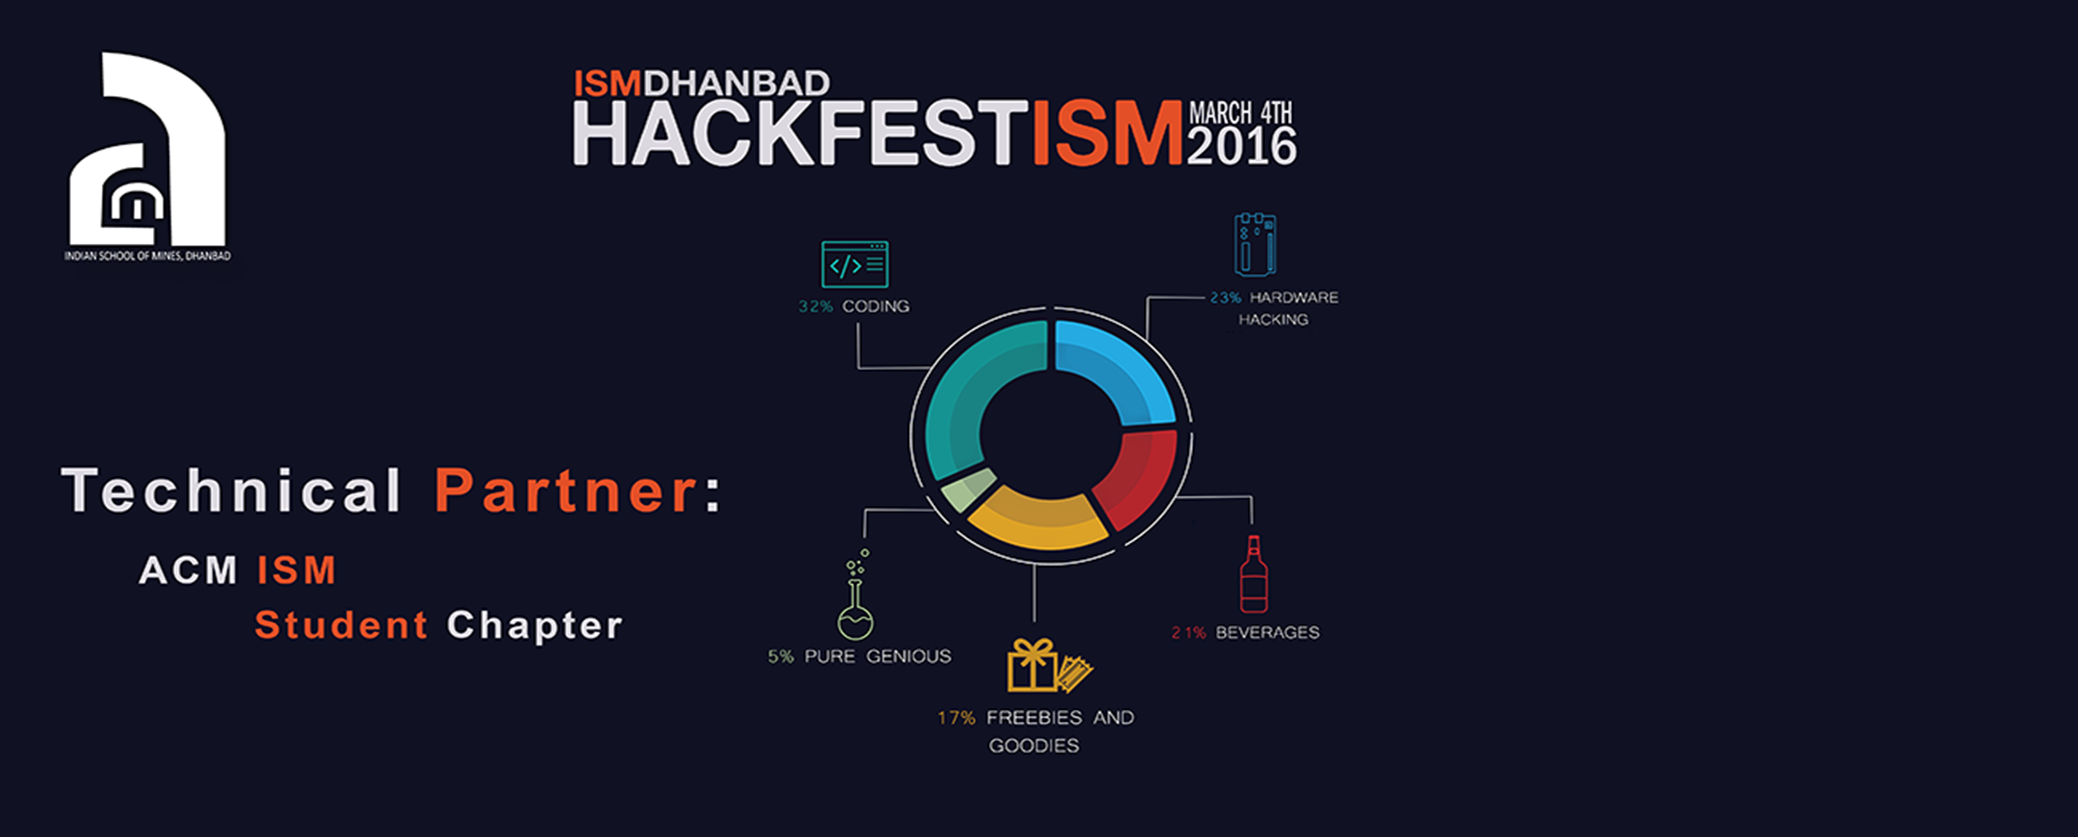 INDIAN SCHOOL OF MINES, DHANBAD
ISMDHANBAD
HACKFESTISM
MARCH 4TH
2016
32% CODING
23% HARDWARE
HACKING
Technical Partner:
ACM ISM
Student Chapter
5% PURE GENIOUS
21% BEVERAGES
17% FREEBIES AND
GOODIES